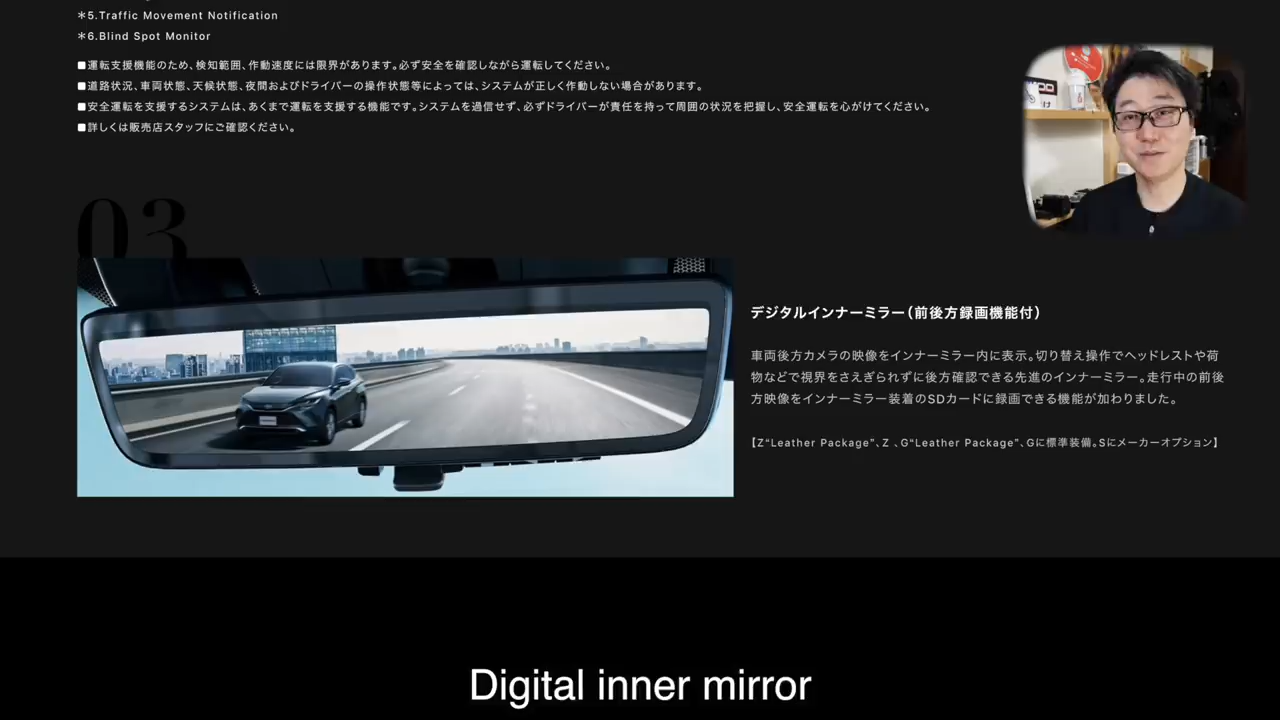 ＊5.Traffic Movement Notification
＊6.Blind Spot Monitor
■運転支援機能のため、検知範囲、作動速度には限界があります。必ず安全を確認しながら運転してください。
■道路状況、車両状態、天候状態、夜間およびドライバーの操作状態等によっては、システムが正しく作動しない場合があります。
■安全運転を支援するシステムは、あくまで運転を支援する機能です。システムを過信せず、必ずドライバーが責任を持って周囲の状況を把握し、安全運転を心がけてください。
■詳しくは販売店スタッフにご確認ください。
03
デジタルインナーミラー（前後方録画機能付）
車両後方カメラの映像をインナーミラー内に表示。切り替え操作でヘッドレストや荷
物などで視界をさえぎられずに後方確認できる先進のインナーミラー。走行中の前後
方映像をインナーミラー装着のSDカードに録画できる機能が加わりました。
【Z“Leather Package”、Z 、G“Leather Package”、Gに標準装備。Sにメーカーオプション】
Digital inner mirror